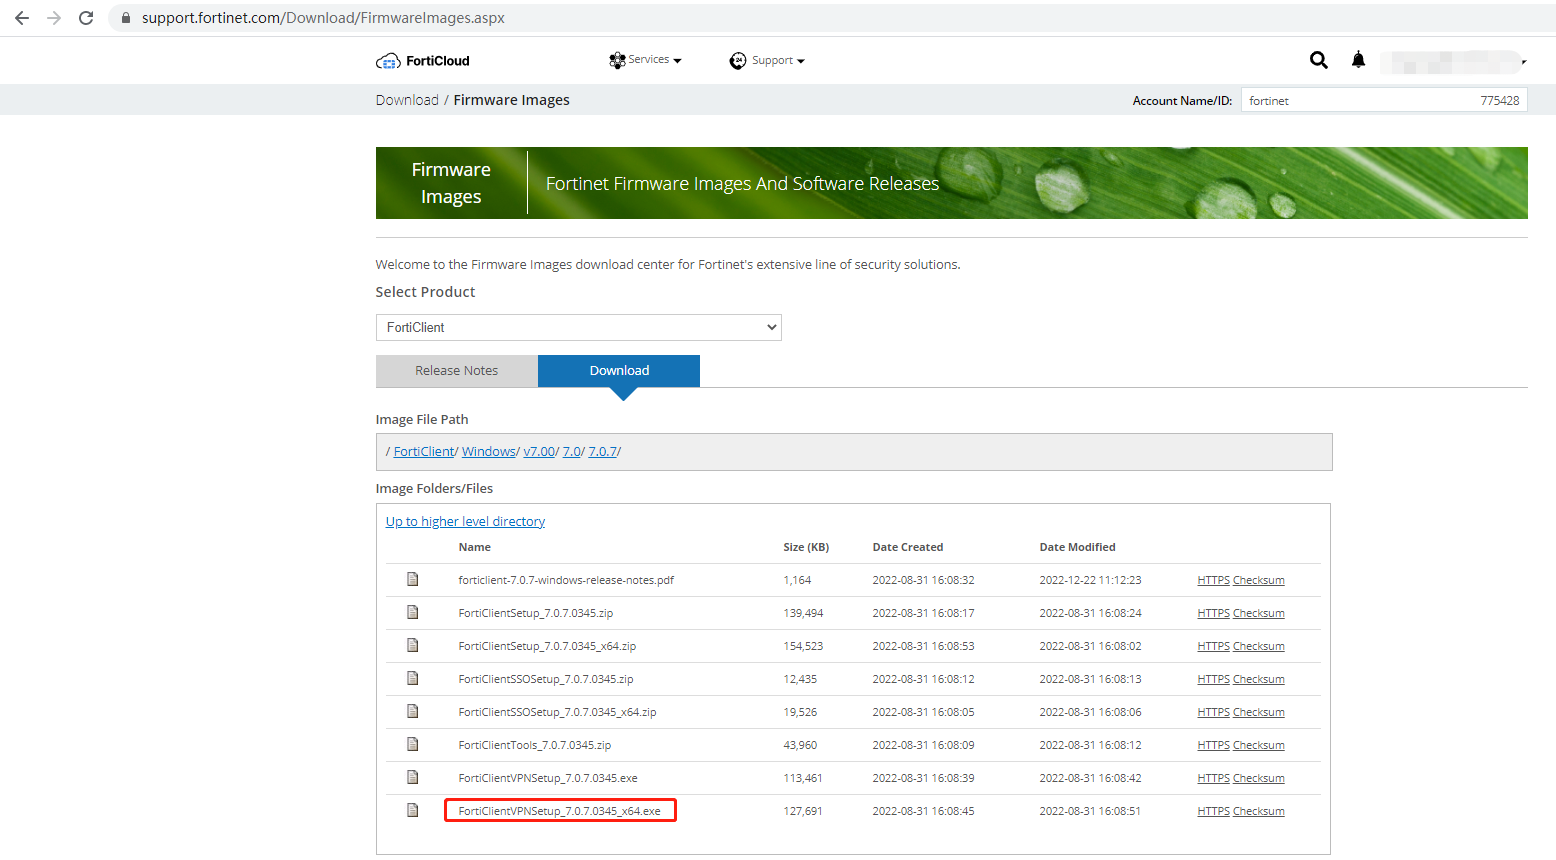 support.fortinet.com/Download/FirmwareImages.aspx
FortiCloud
Services
24
Support
Download / Firmware Images
Account Name/ID: fortinet 775428
Firmware
Images
Fortinet Firmware Images And Software Releases
Welcome to the Firmware Images download center for Fortinet's extensive line of security solutions.
Select Product
FortiClient
Release Notes Download
Image File Path
/ FortiClient/ Windows/ v7.00/ 7.0/ 7.0.7/
Image Folders/Files
Up to higher level directory
Name Size (KB) Date Created Date Modified
forticlient-7.0.7-windows-release-notes.pdf 1,164 2022-08-31 16:08:32 2022-12-22 11:12:23 HTTPS Checksum
FortiClientSetup_7.0.7.0345.zip 139,494 2022-08-31 16:08:17 2022-08-31 16:08:24 HTTPS Checksum
FortiClientSetup_7.0.7.0345_x64.zip 154,523 2022-08-31 16:08:53 2022-08-31 16:08:02 HTTPS Checksum
FortiClientSSOSetup_7.0.7.0345.zip 12,435 2022-08-31 16:08:12 2022-08-31 16:08:13 HTTPS Checksum
FortiClientSSOSetup_7.0.7.0345_x64.zip 19,526 2022-08-31 16:08:05 2022-08-31 16:08:06 HTTPS Checksum
FortiClientTools_7.0.7.0345.zip 43,960 2022-08-31 16:08:09 2022-08-31 16:08:12 HTTPS Checksum
FortiClientVPNSetup_7.0.7.0345.exe 113,461 2022-08-31 16:08:39 2022-08-31 16:08:42 HTTPS Checksum
FortiClientVPNSetup_7.0.7.0345_x64.exe 127,691 2022-08-31 16:08:45 2022-08-31 16:08:51 HTTPS Checksum